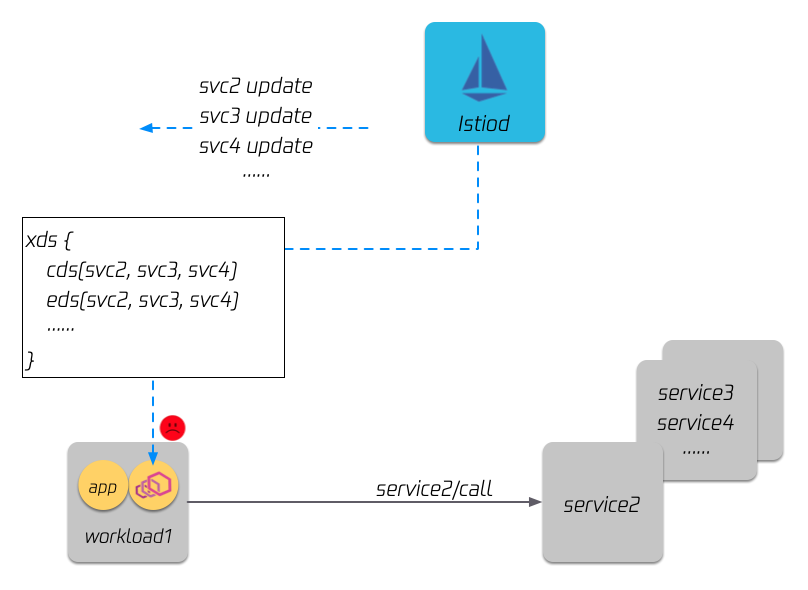 svc2 update
svc3 update
svc4 update
......
Istiod
xds {
cds(svc2, svc3, svc4)
eds(svc2, svc3, svc4)
......
}
app
workload1
service2/call
service2
service3
service4
......